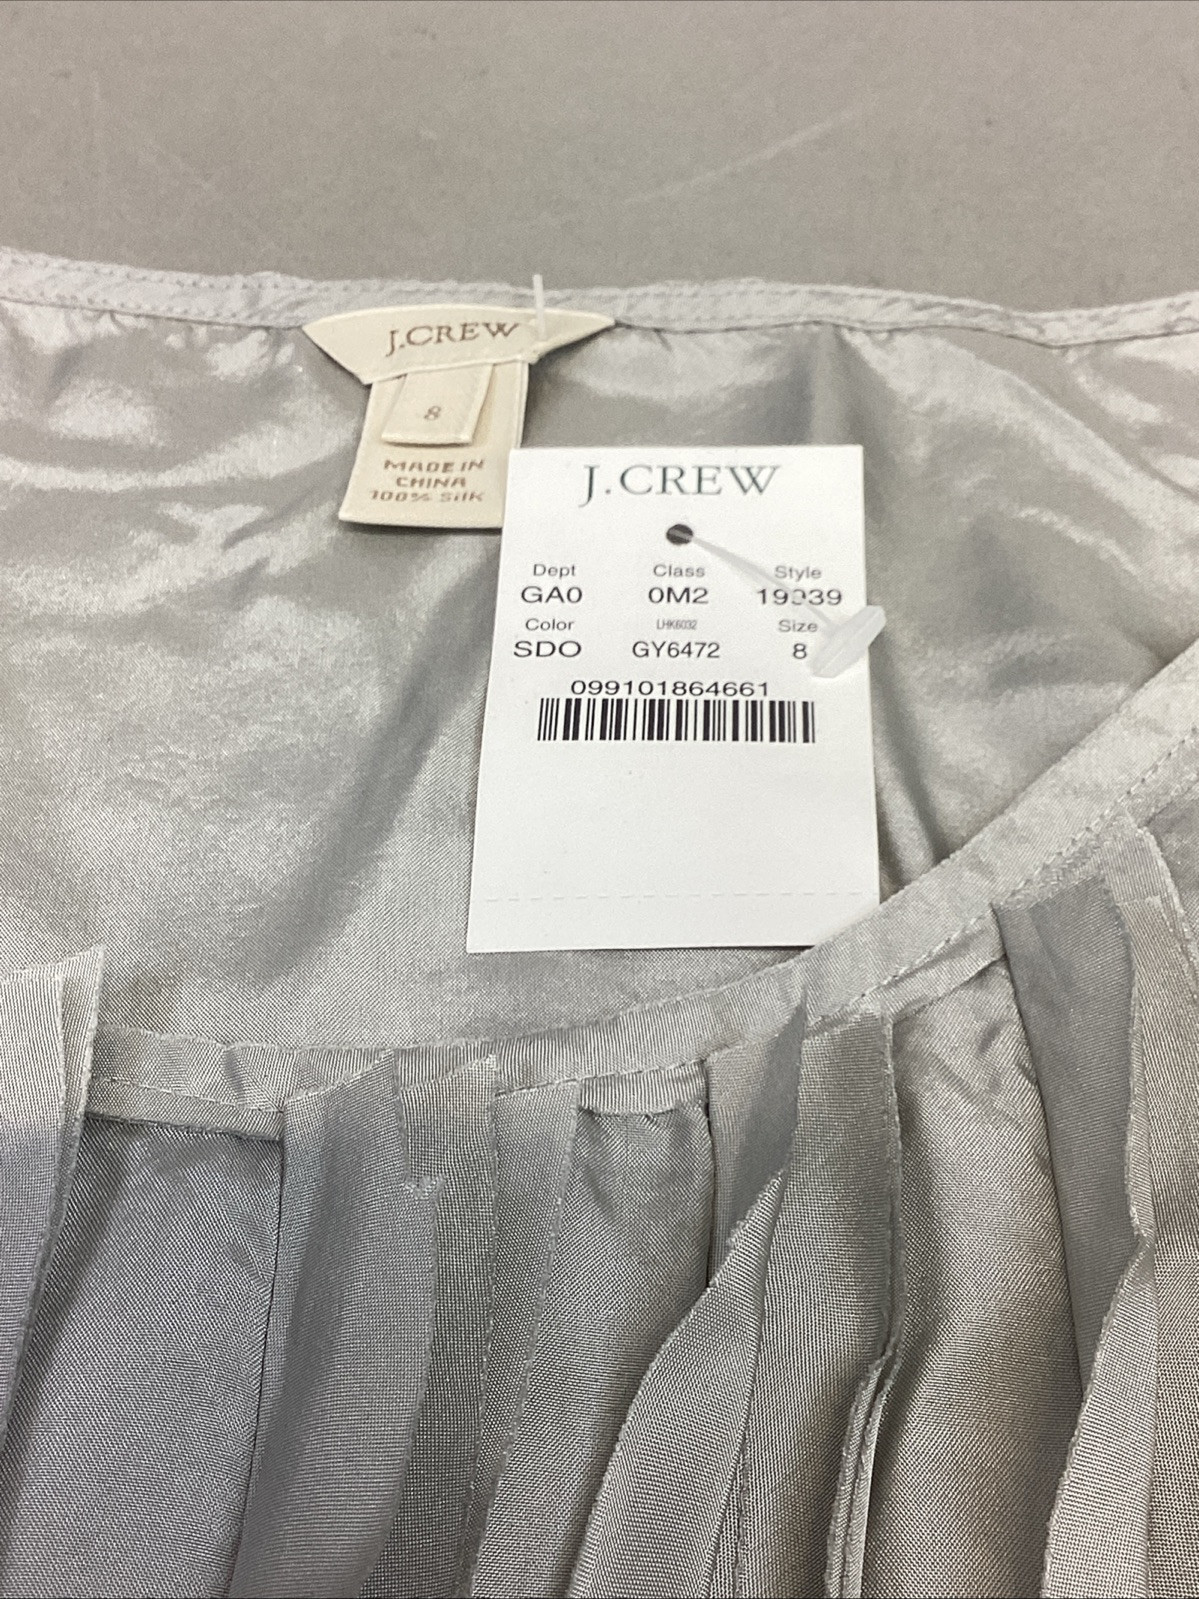 J.CREW
8
MADE IN
CHINA
100% Silk
J.CREW
Dept Class Style
GA0 0M2
Color LHK6032 Size
SDO GY6472 8
099101864661